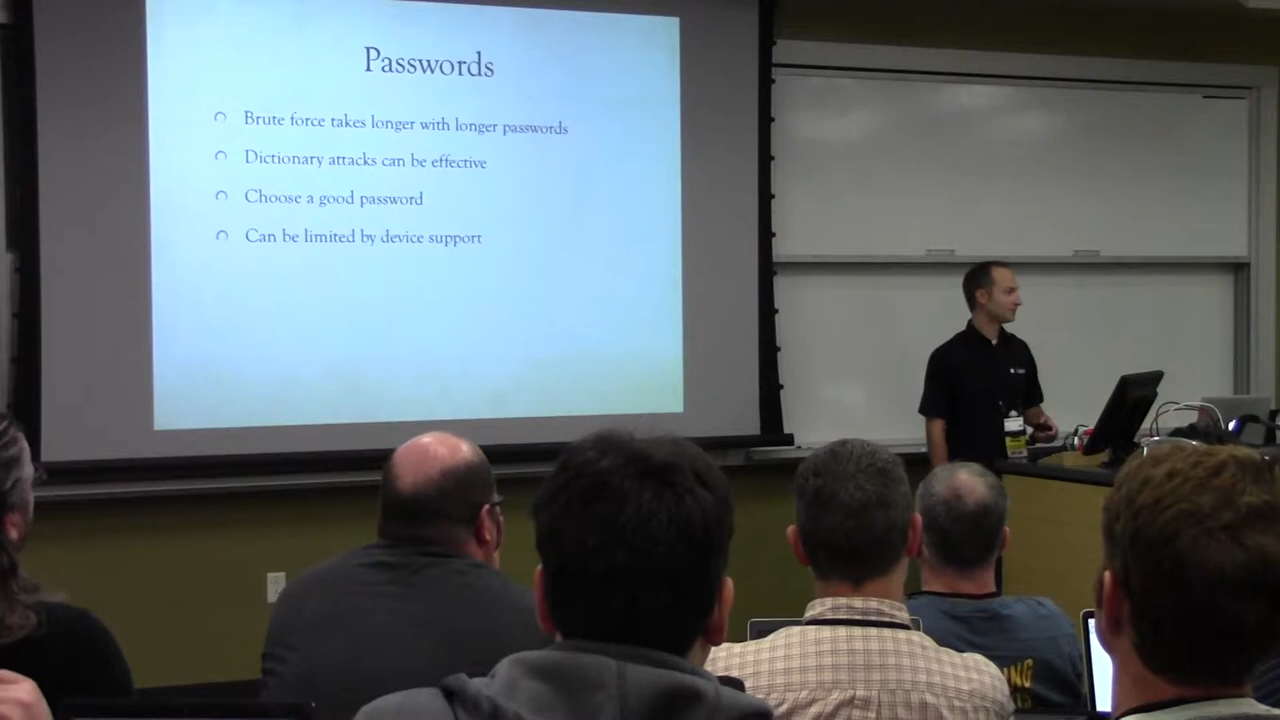 Passwords
Brute force takes longer with longer passwords
Dictionary attacks can be effective
Choose a good password
Can be limited by device support